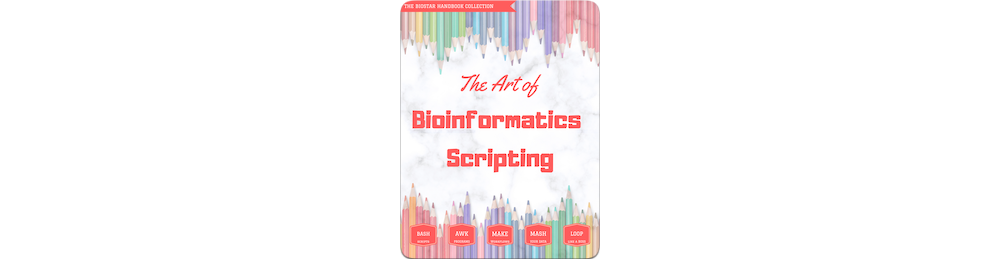 THE BIOSTAR HANDBOOK COLLECTION
The Art of
Bioinformatics
Scripting
BASH
AWK
MAKE
MASH
LOOP